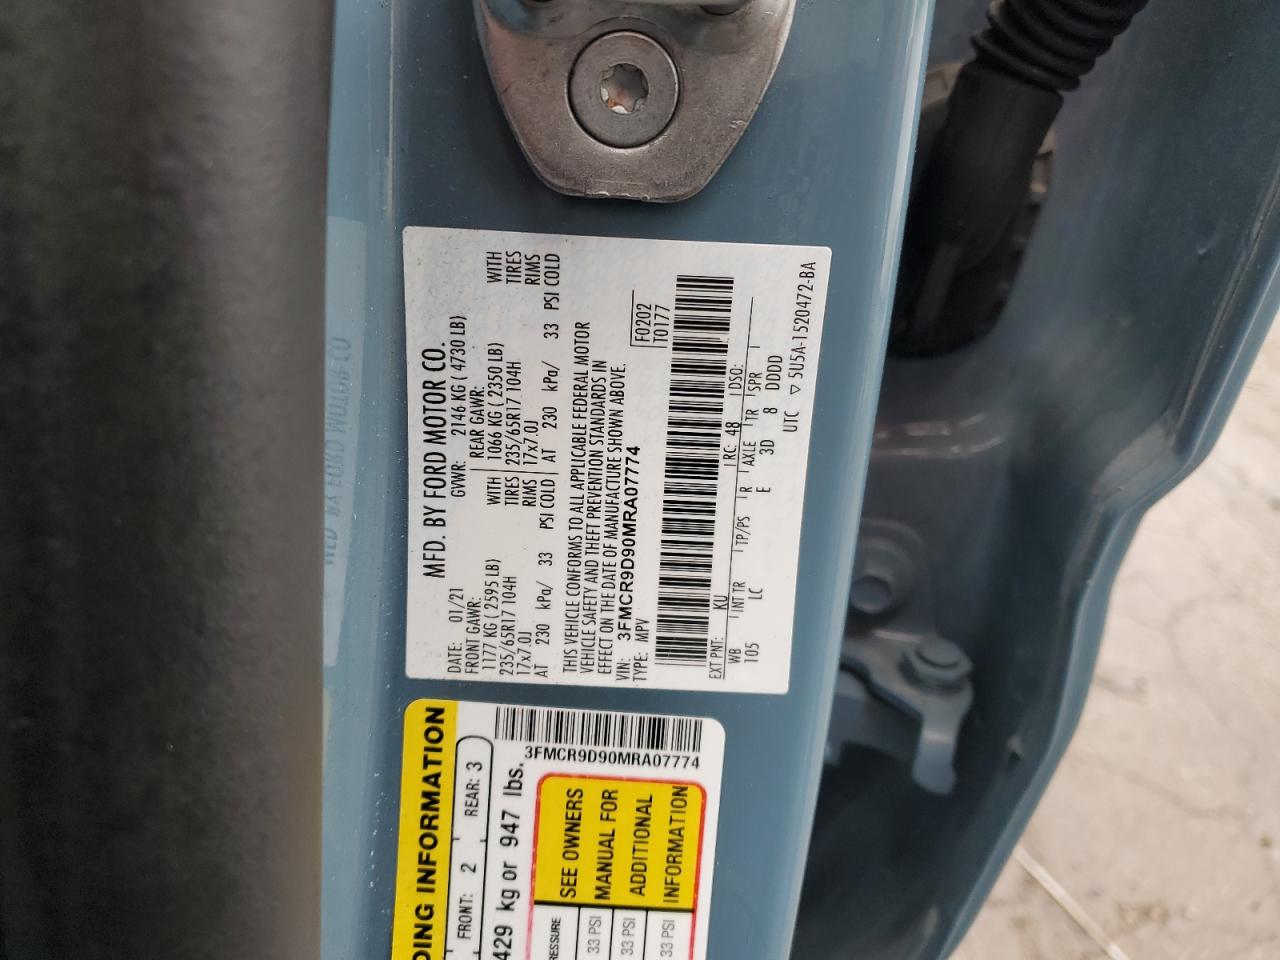 MFD. BY FORD MOTOR CO.
DATE: 01/21 GVWR: 2146 KG ( 4730 LB)
FRONT GAWR: REAR GAWR:
1177 KG ( 2595 LB) WITH 1066 KG ( 2350 LB) WITH
235/65R17 104H TIRES 235/65R17 104H TIRES
17x7.0J RIMS 17x7.0J RIMS
AT 230 kPa/ 33 PSI COLD AT 230 kPa/ 33 PSI COLD
THIS VEHICLE CONFORMS TO ALL APPLICABLE FEDERAL MOTOR
VEHICLE SAFETY AND THEFT PREVENTION STANDARDS IN
EFFECT ON THE DATE OF MANUFACTURE SHOWN ABOVE.
VIN: 3FMCR9D90MRA07774 F0202
TYPE: MPV T0177
EXT PNT: KU RC: 48 DSO:
WB INT TR TP/PS R AXLE TR SPR
105 LC E 3D 8 DDDD
UTC ▽ 5U5A-1520472-BA
DING INFORMATION
FRONT: 2 REAR: 3
429 kg or 947 lbs.
3FMCR9D90MRA07774
SEE OWNERS
MANUAL FOR
ADDITIONAL
INFORMATION
33 PSI
33 PSI
33 PSI